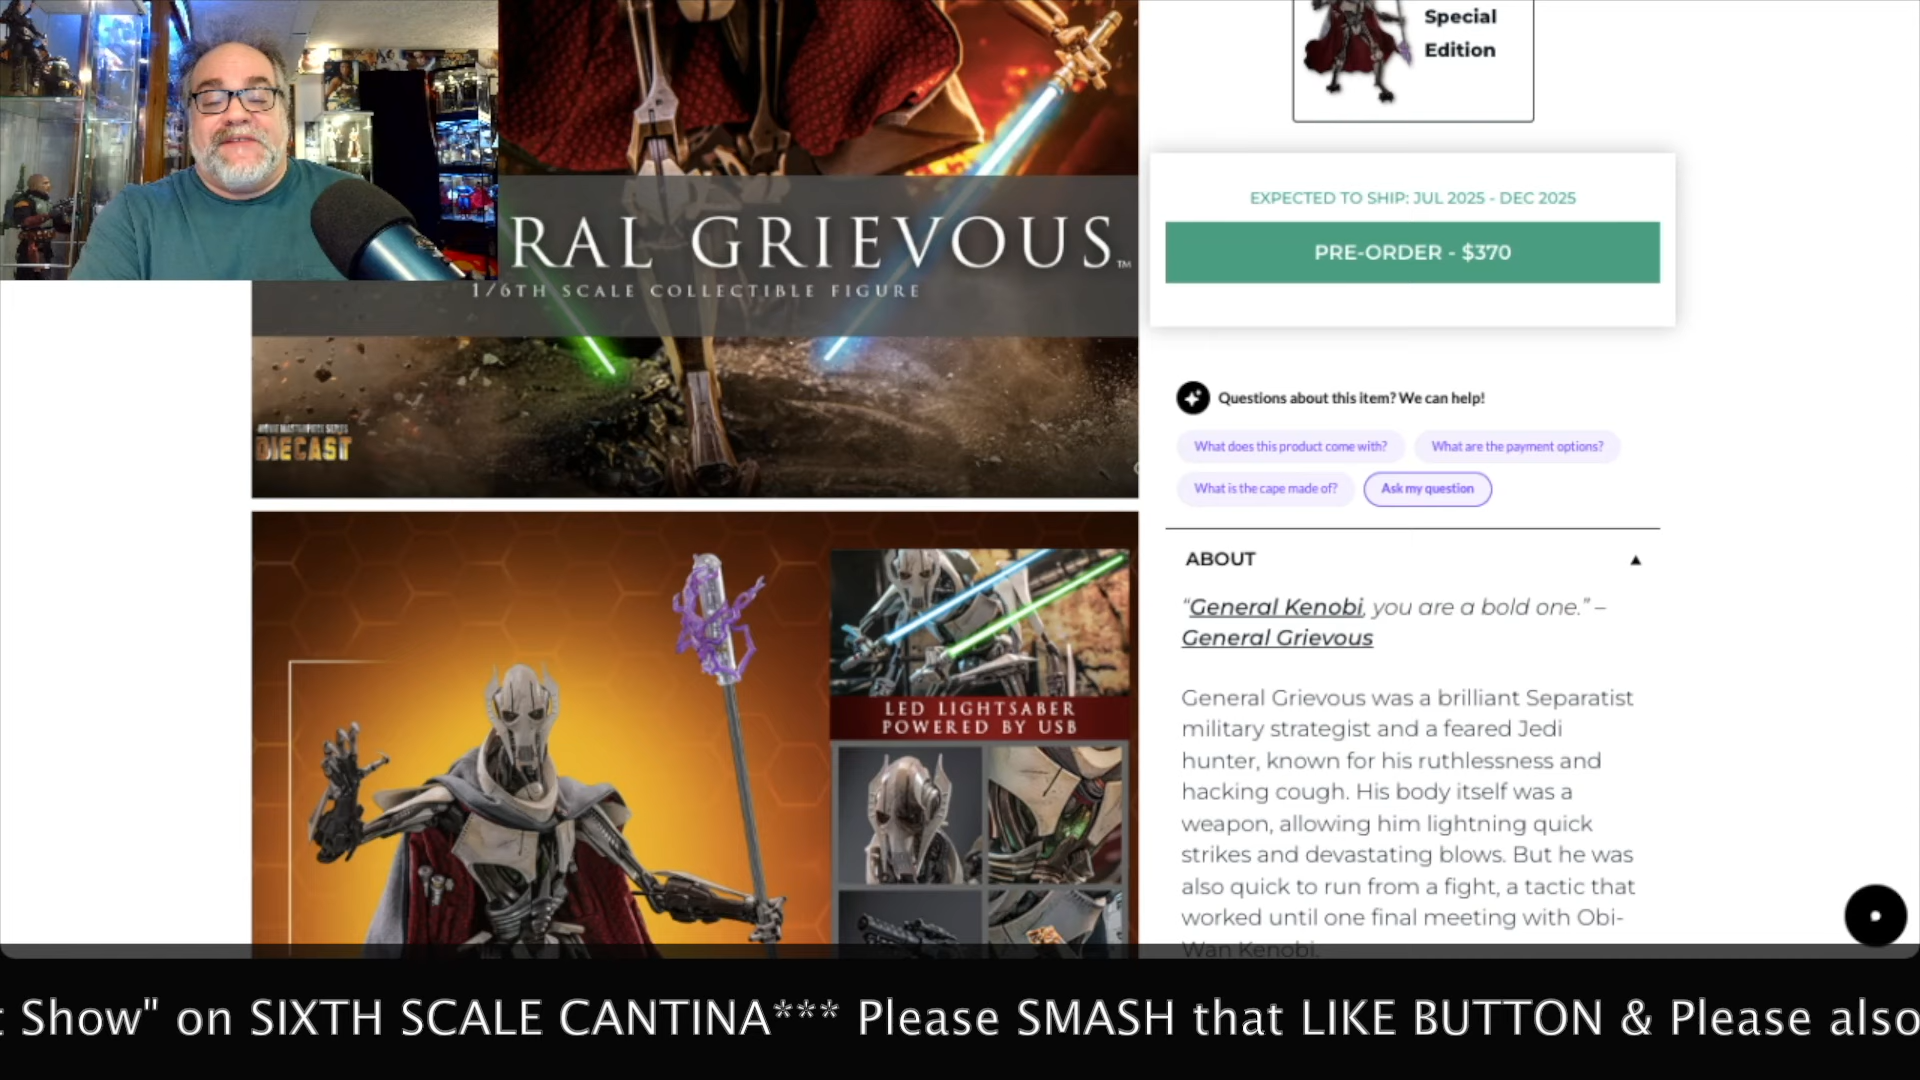 Special
Edition
EXPECTED TO SHIP: JUL 2025 - DEC 2025
PRE-ORDER - $370
RAL GRIEVOUS™
1/6TH SCALE COLLECTIBLE FIGURE
MOVIE MASTERPIECE SERIES
DIECAST
Questions about this item? We can help!
What does this product come with?
What are the payment options?
What is the cape made of?
Ask my question
ABOUT ▲
“General Kenobi, you are a bold one.” –
General Grievous
General Grievous was a brilliant Separatist
military strategist and a feared Jedi
hunter, known for his ruthlessness and
hacking cough. His body itself was a
weapon, allowing him lightning quick
strikes and devastating blows. But he was
also quick to run from a fight, a tactic that
worked until one final meeting with Obi-
Wan Kenobi.
LED LIGHTSABER
POWERED BY USB
Show" on SIXTH SCALE CANTINA*** Please SMASH that LIKE BUTTON & Please also